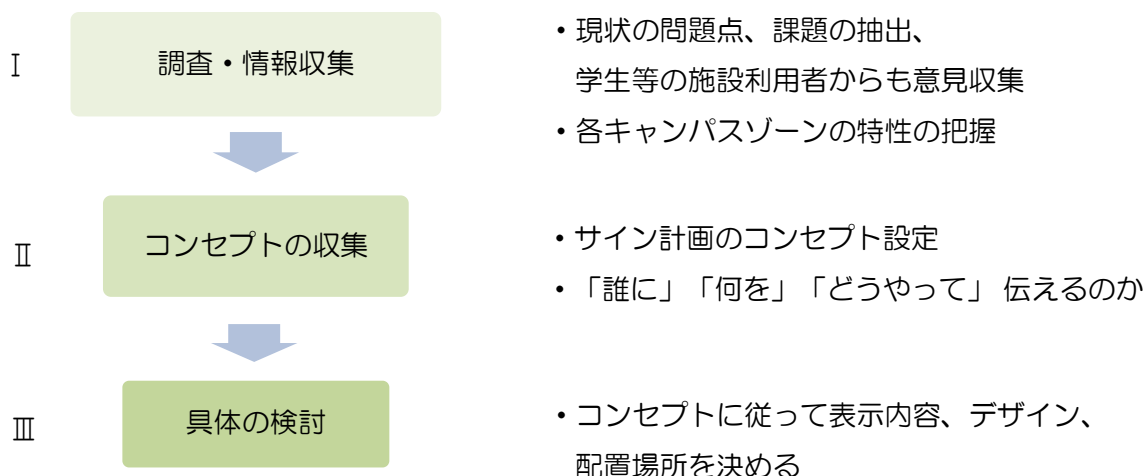 Ⅰ
調査・情報収集
・現状の問題点、課題の抽出、
学生等の施設利用者からも意見収集
・各キャンパスゾーンの特性の把握
Ⅱ
コンセプトの収集
・サイン計画のコンセプト設定
・「誰に」「何を」「どうやって」 伝えるのか
Ⅲ
具体の検討
・コンセプトに従って表示内容、デザイン、
配置場所を決める